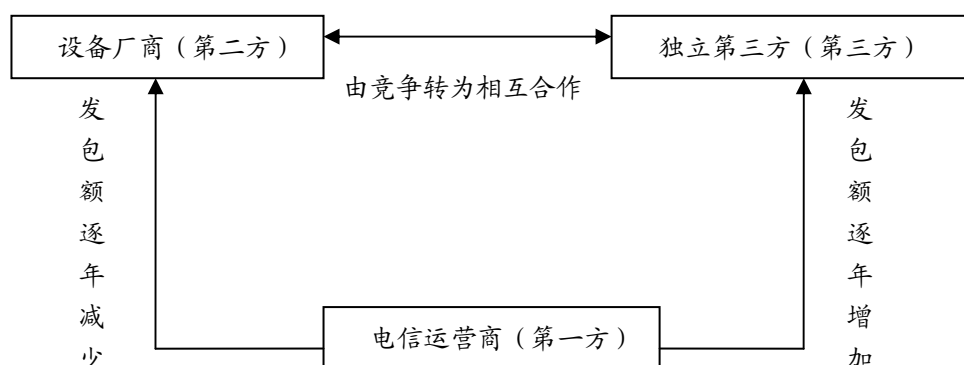 设备厂商（第二方）
独立第三方（第三方）
由竞争转为相互合作
发包额逐年减少
发包额逐年增加
电信运营商（第一方）